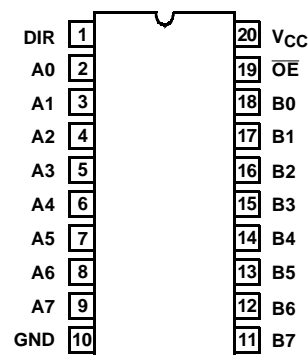 DIR 1 20 VCC
A0 2 19 OE
A1 3 18 B0
A2 4 17 B1
A3 5 16 B2
A4 6 15 B3
A5 7 14 B4
A6 8 13 B5
A7 9 12 B6
GND 10 11 B7